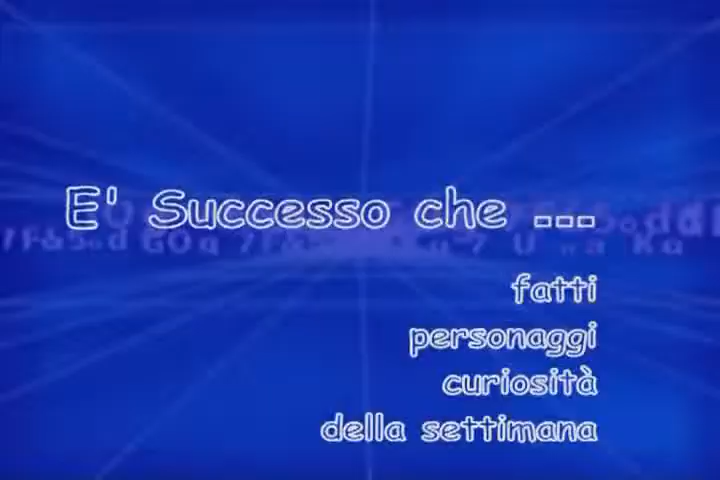 E' Successo che ...
fatti
personaggi
curiosità
della settimana